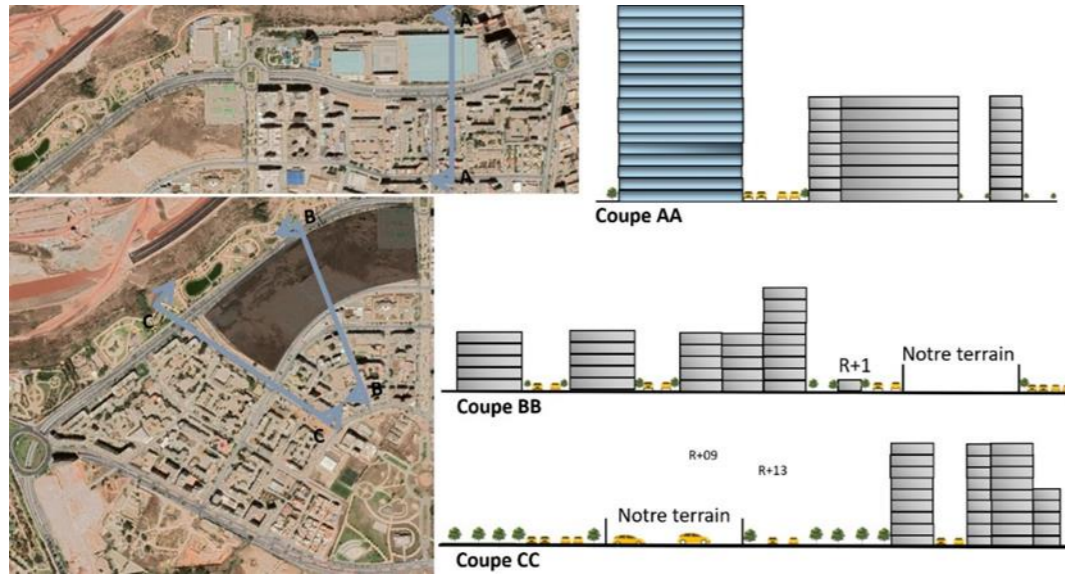 A
A
Coupe AA
B
C
B
C
R+1
Notre terrain
Coupe BB
R+09
R+13
Notre terrain
Coupe CC